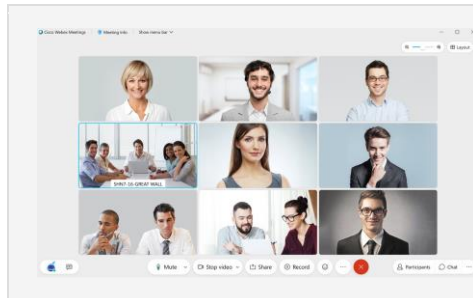 Cisco Webex Meetings
Meeting info
Show menu bar
Layout
SHN7-16-GREAT WALL
Mute
Stop video
Share
Record
Participants
Chat